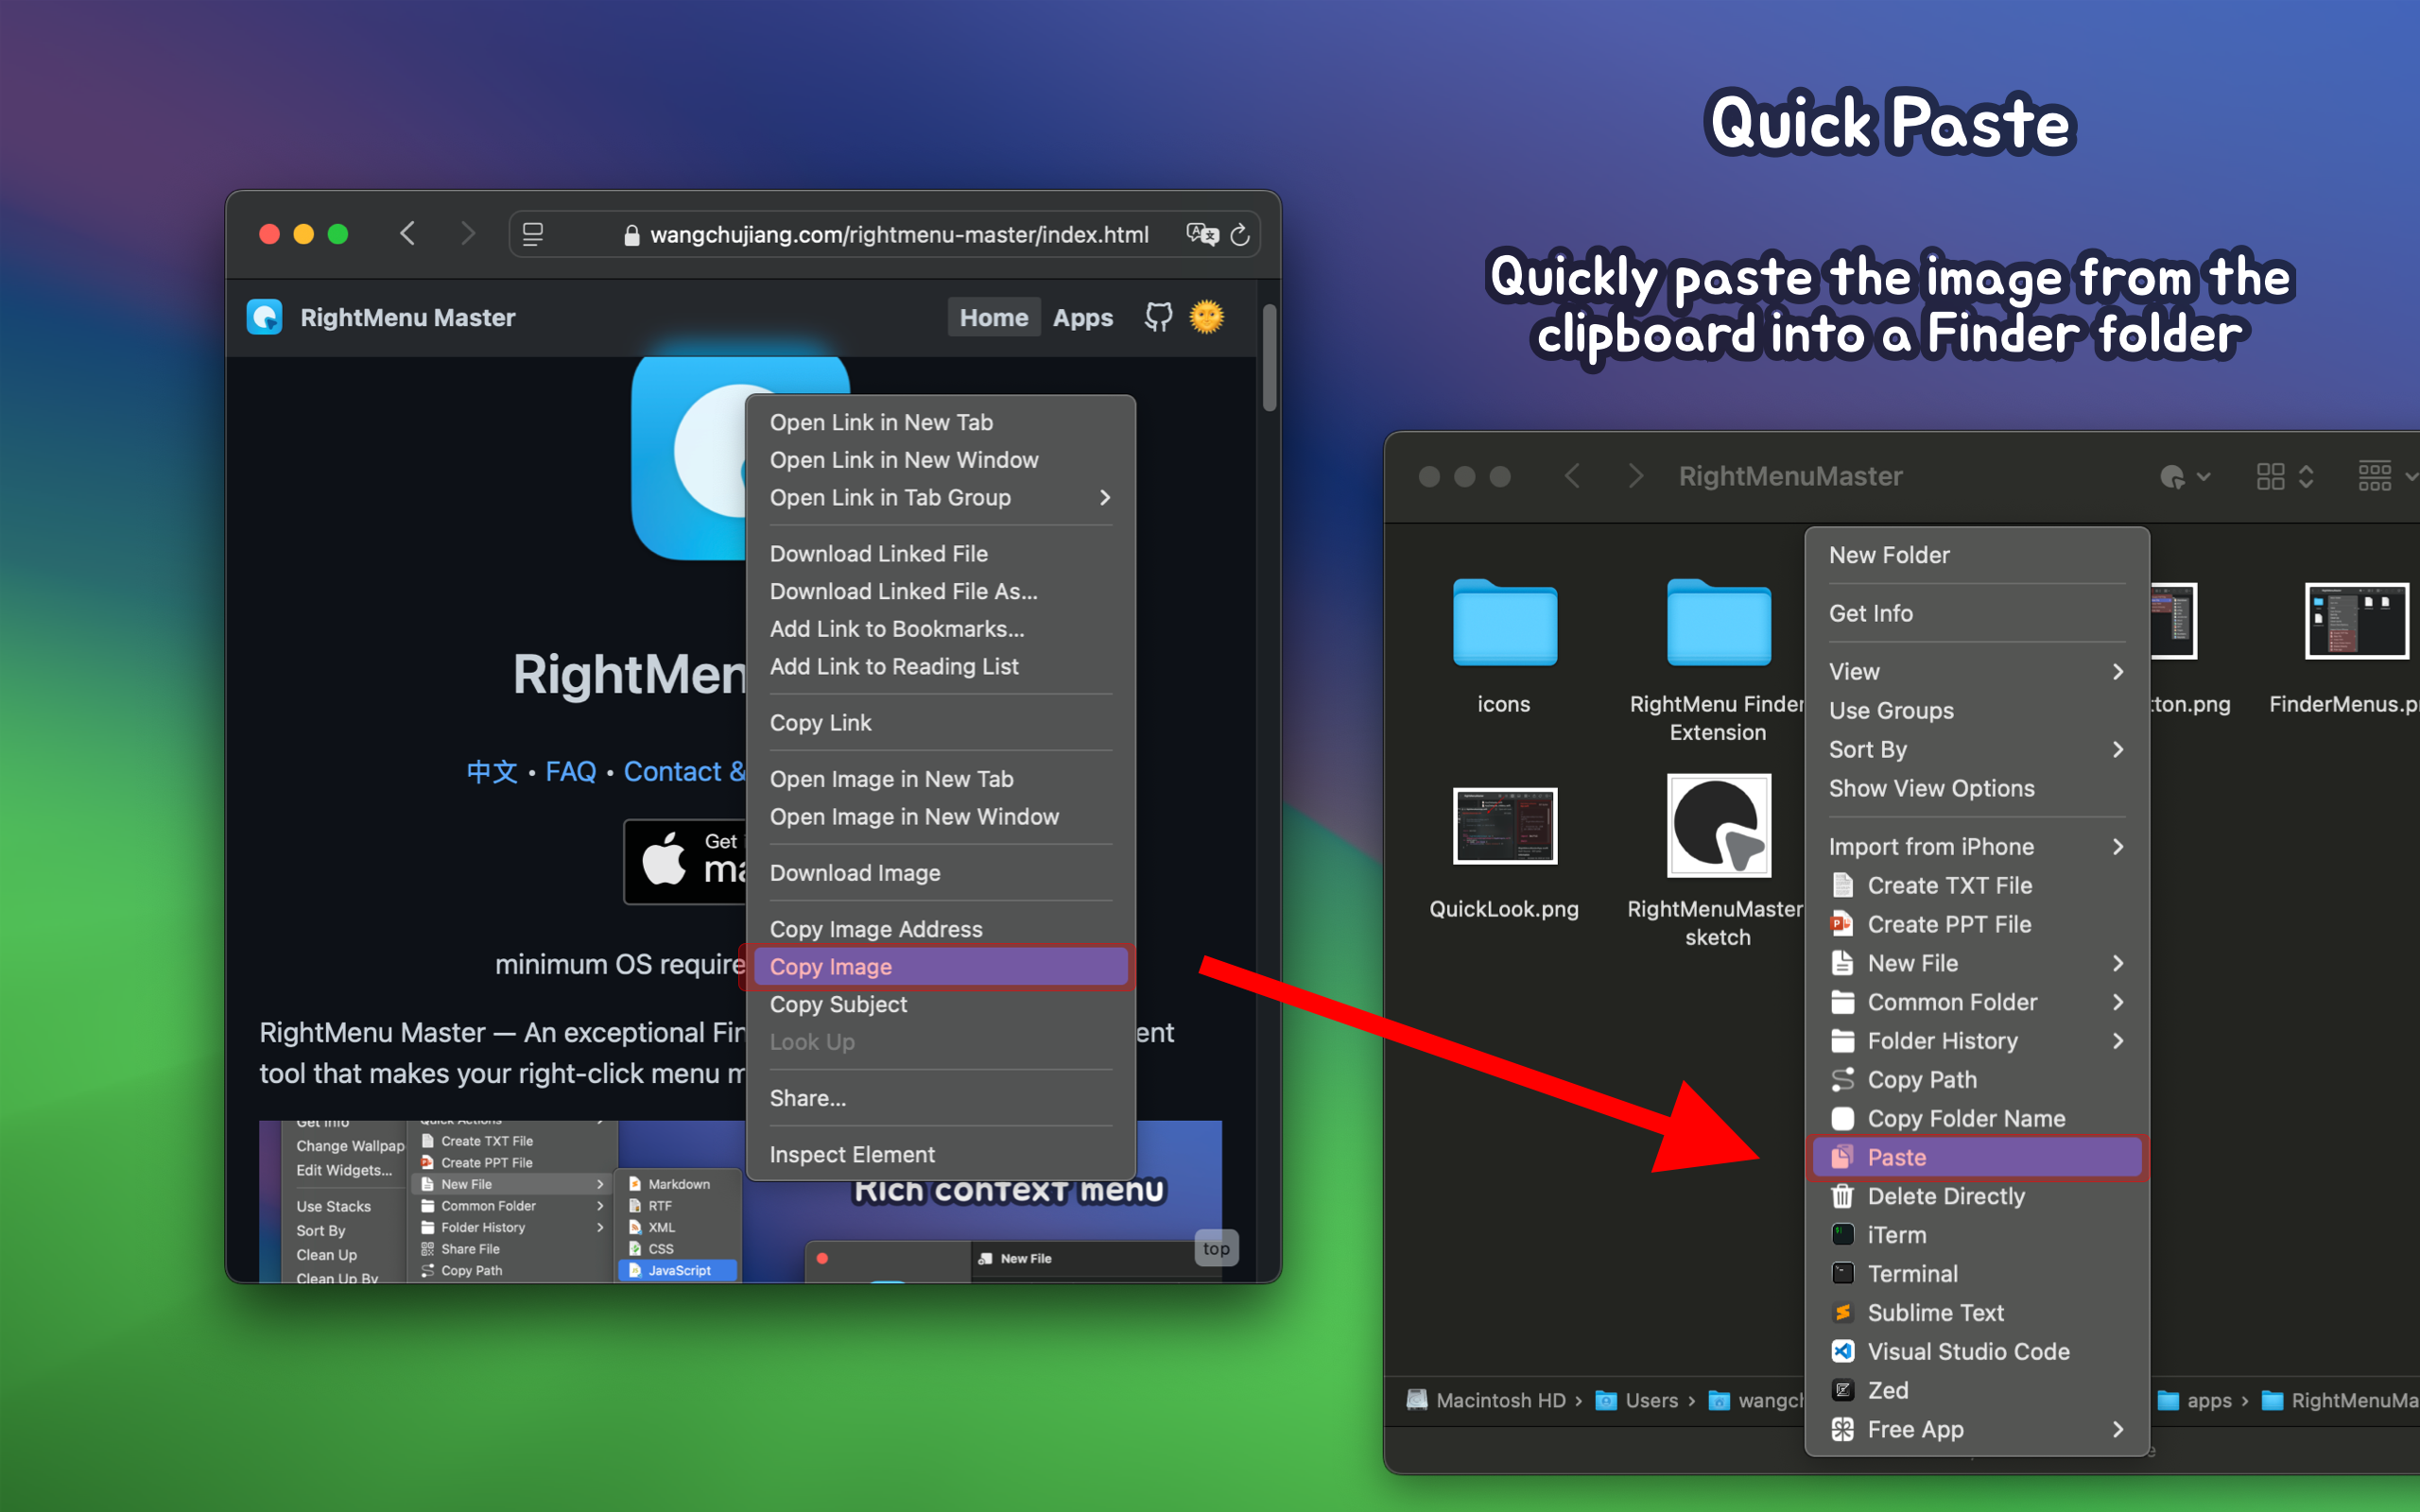 Quick Paste
Quickly paste the image from the
clipboard into a Finder folder
wangchujiang.com/rightmenu-master/index.html
RightMenu Master
Home
Apps
RightMen
中文 • FAQ • Contact &
Get
ma
minimum OS require
RightMenu Master — An exceptional Fin
ent
tool that makes your right-click menu m
Open Link in New Tab
Open Link in New Window
Open Link in Tab Group
Download Linked File
Download Linked File As...
Add Link to Bookmarks...
Add Link to Reading List
Copy Link
Open Image in New Tab
Open Image in New Window
Download Image
Copy Image Address
Copy Image
Copy Subject
Look Up
Share...
Inspect Element
Get Info
Change Wallpap
Edit Widgets...
Use Stacks
Sort By
Clean Up
Clean Up By
Quick Actions
Create TXT File
Create PPT File
New File
Common Folder
Folder History
Share File
Copy Path
Markdown
RTF
XML
CSS
JavaScript
Rich context menu
New File
top
RightMenuMaster
icons
RightMenu Finder
Extension
tton.png
FinderMenus.p
QuickLook.png
RightMenuMaster
sketch
New Folder
Get Info
View
Use Groups
Sort By
Show View Options
Import from iPhone
Create TXT File
Create PPT File
New File
Common Folder
Folder History
Copy Path
Copy Folder Name
Paste
Delete Directly
iTerm
Terminal
Sublime Text
Visual Studio Code
Zed
Free App
Macintosh HD › Users › wangch
apps › RightMenuMa